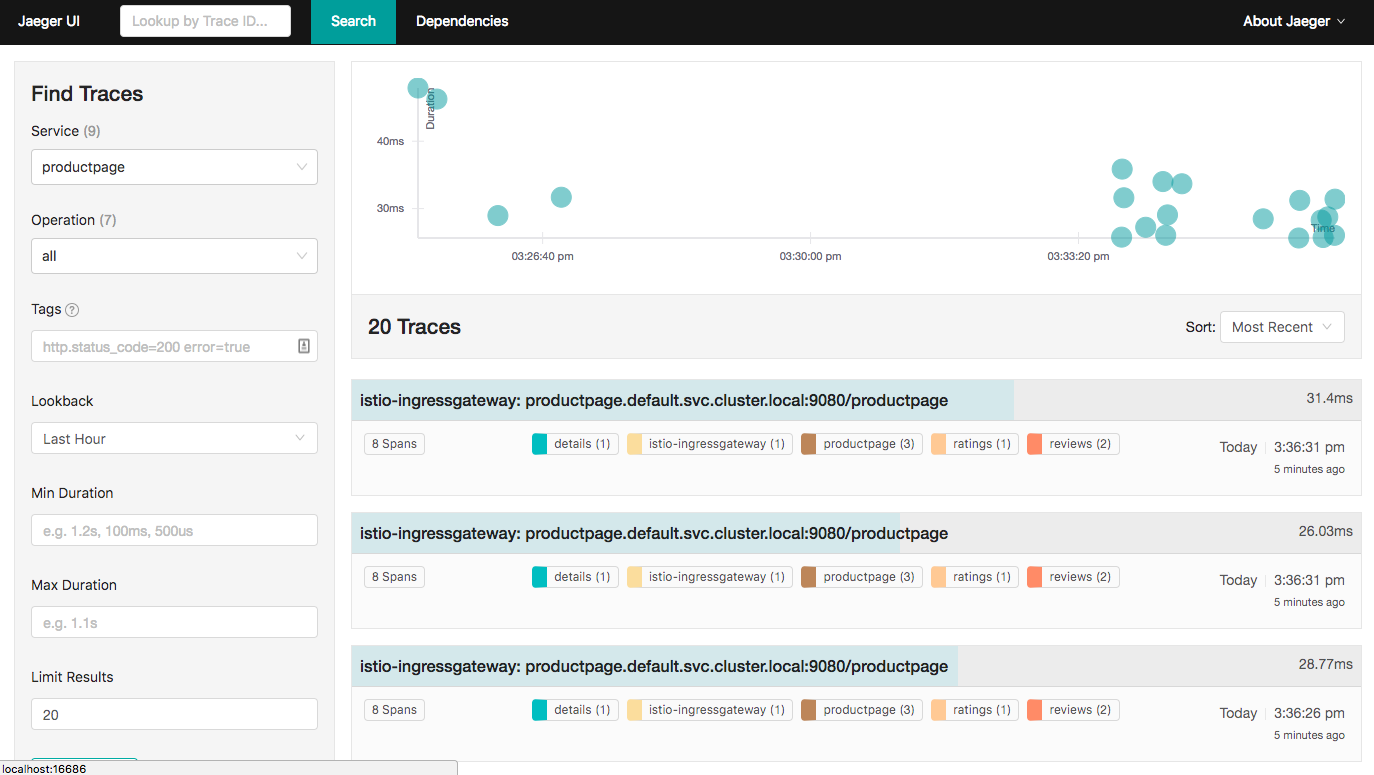 Jaeger UI
Lookup by Trace ID...
Search
Dependencies
About Jaeger
Find Traces
Service (9)
productpage
Operation (7)
all
Tags ?
http.status_code=200 error=true
Lookback
Last Hour
Min Duration
e.g. 1.2s, 100ms, 500us
Max Duration
e.g. 1.1s
Limit Results
20
localhost:16686
Duration
40ms
30ms
Time
03:26:40 pm
03:30:00 pm
03:33:20 pm
20 Traces
Sort: Most Recent
istio-ingressgateway: productpage.default.svc.cluster.local:9080/productpage
31.4ms
8 Spans
details (1)
istio-ingressgateway (1)
productpage (3)
ratings (1)
reviews (2)
Today
3:36:31 pm
5 minutes ago
istio-ingressgateway: productpage.default.svc.cluster.local:9080/productpage
26.03ms
8 Spans
details (1)
istio-ingressgateway (1)
productpage (3)
ratings (1)
reviews (2)
Today
3:36:31 pm
5 minutes ago
istio-ingressgateway: productpage.default.svc.cluster.local:9080/productpage
28.77ms
8 Spans
details (1)
istio-ingressgateway (1)
productpage (3)
ratings (1)
reviews (2)
Today
3:36:26 pm
5 minutes ago